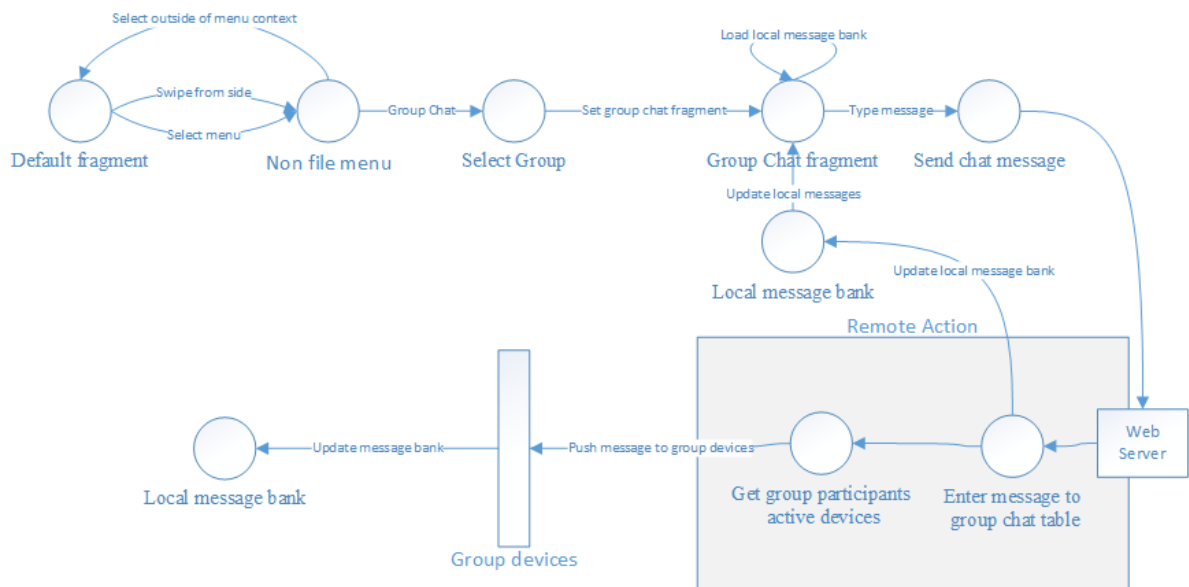 Select outside of menu context
Load local message bank
Swipe from side
Group Chat
Set group chat fragment
Type message
Select menu
Default fragment
Non file menu
Select Group
Group Chat fragment
Send chat message
Update local messages
Update local message bank
Local message bank
Remote Action
Web
Server
Update message bank
Push message to group devices
Local message bank
Get group participants
active devices
Enter message to
group chat table
Group devices